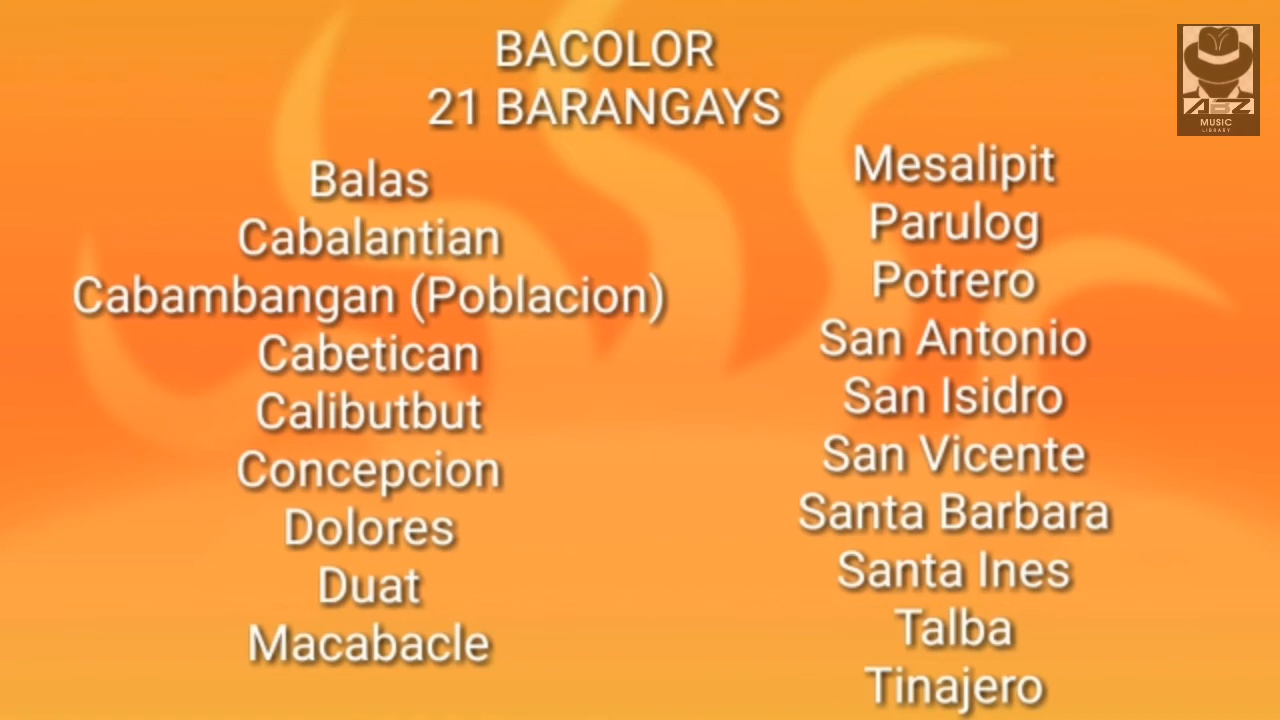 BACOLOR
21 BARANGAYS
Balas
Cabalantian
Cabambangan (Poblacion)
Cabetican
Calibutbut
Concepcion
Dolores
Duat
Macabacle
Mesalipit
Parulog
Potrero
San Antonio
San Isidro
San Vicente
Santa Barbara
Santa Ines
Talba
Tinajero
ABZ
MUSIC
LIBRARY